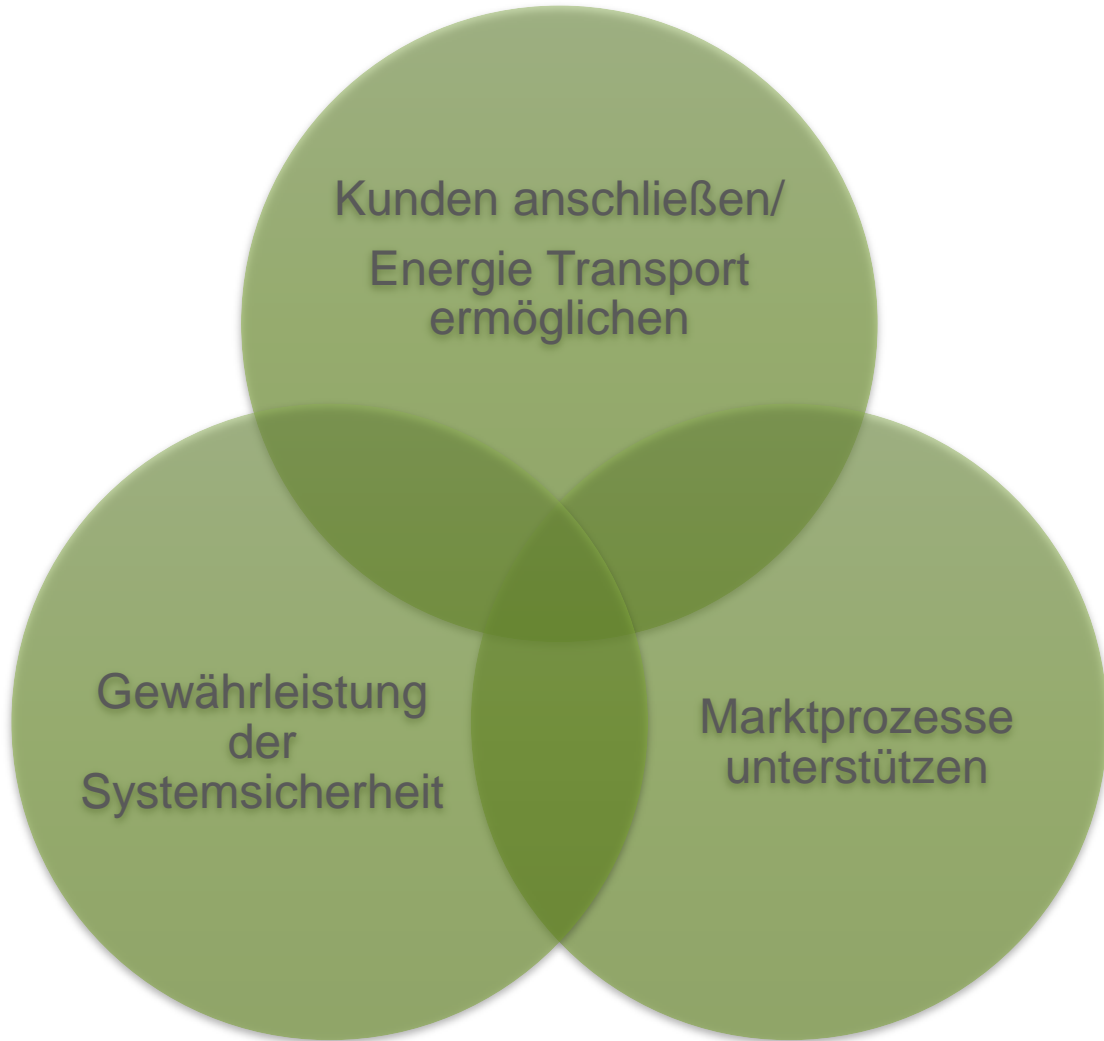 Kunden anschließen/
Energie Transport
ermöglichen
Gewährleistung
der
Systemsicherheit
Marktprozesse
unterstützen